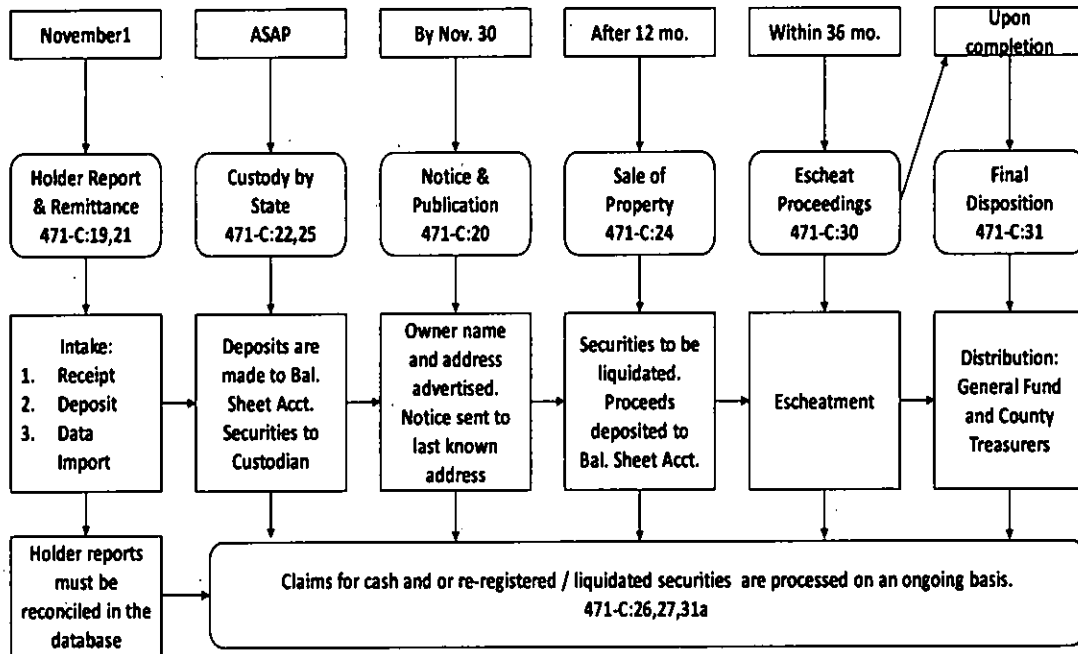 November1
ASAP
By Nov. 30
After 12 mo.
Within 36 mo.
Upon
completion
Holder Report
& Remittance
471-C:19,21
Custody by
State
471-C:22,25
Notice &
Publication
471-C:20
Sale of
Property
471-C:24
Escheat
Proceedings
471-C:30
Final
Disposition
471-C:31
Intake:
1. Receipt
2. Deposit
3. Data
Import
Deposits are
made to Bal.
Sheet Acct.
Securities to
Custodian
Owner name
and address
advertised.
Notice sent to
last known
address
Securities to be
liquidated.
Proceeds
deposited to
Bal. Sheet Acct.
Escheatment
Distribution:
General Fund
and County
Treasurers
Holder reports
must be
reconciled in the
database
Claims for cash and or re-registered / liquidated securities are processed on an ongoing basis.
471-C:26,27,31a